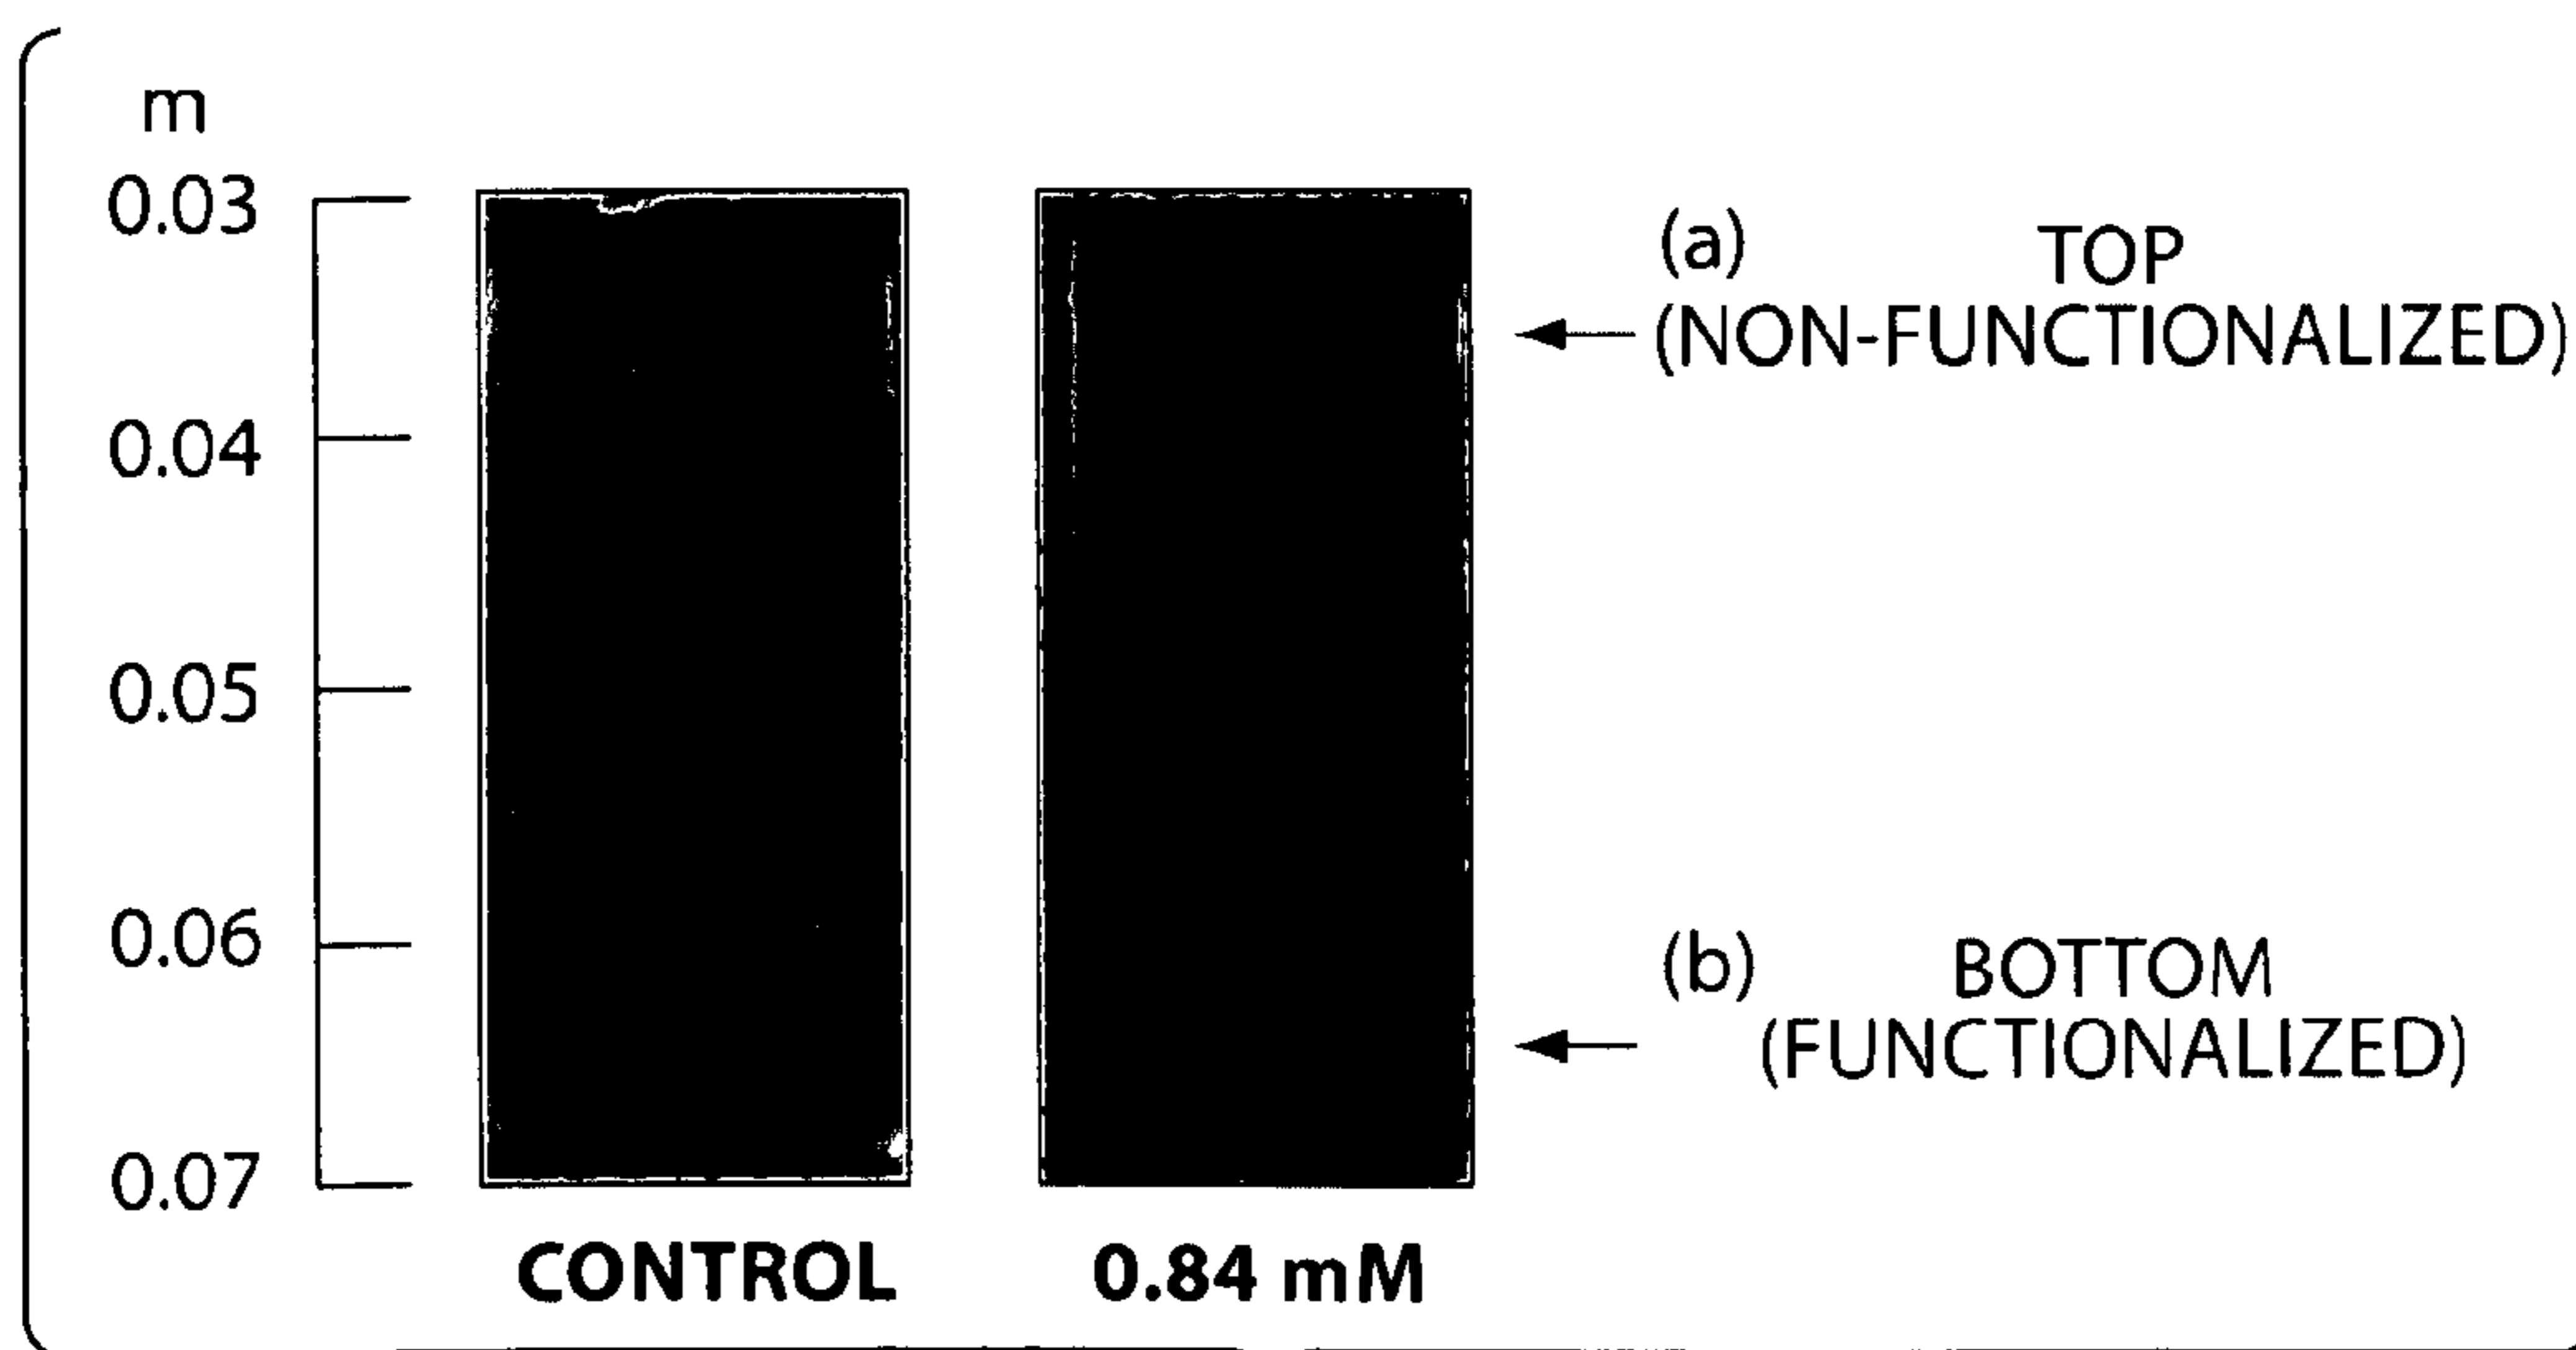 m
0.03
0.04
0.05
0.06
0.07
(a) TOP
(NON-FUNCTIONALIZED)
(b) BOTTOM
(FUNCTIONALIZED)
CONTROL
0.84 mM